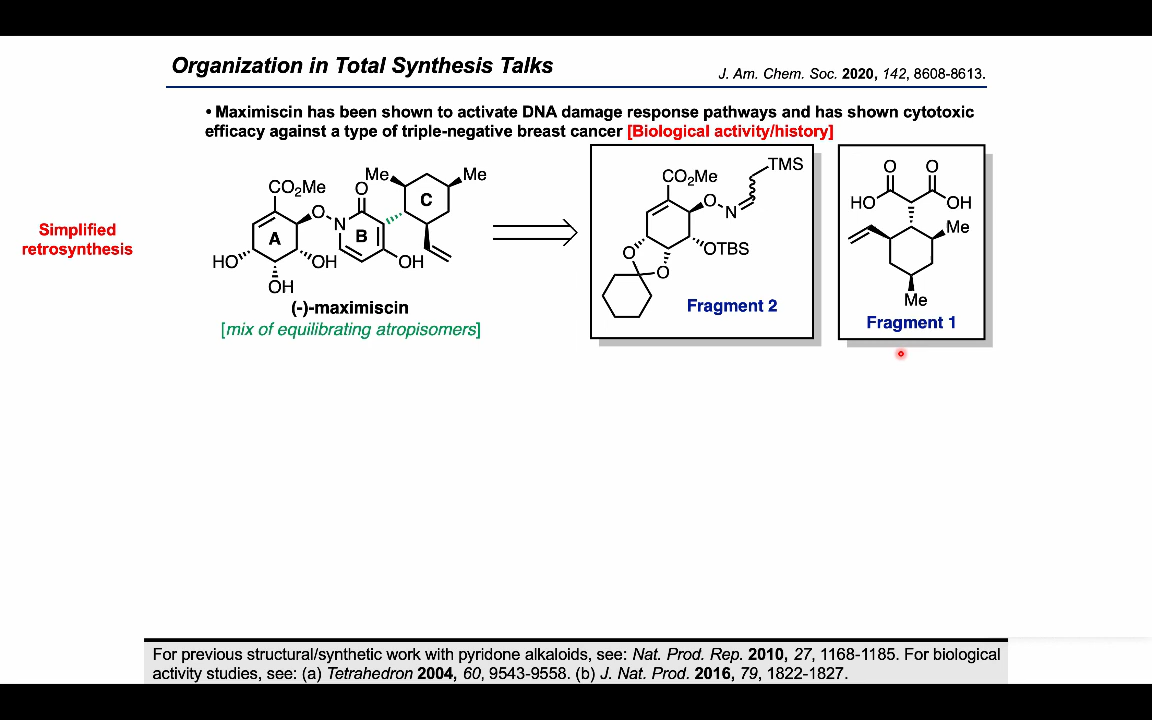 Organization in Total Synthesis Talks
J. Am. Chem. Soc. 2020, 142, 8608-8613.
• Maximiscin has been shown to activate DNA damage response pathways and has shown cytotoxic
efficacy against a type of triple-negative breast cancer [Biological activity/history]
Simplified
retrosynthesis
CO2Me
O
N
O
Me
Me
A
B
C
HO
OH
OH
OH
(-)-maximiscin
[mix of equilibrating atropisomers]
TMS
CO2Me
O
N
OTBS
O
O
Fragment 2
O
O
HO
OH
Me
Me
Fragment 1
For previous structural/synthetic work with pyridone alkaloids, see: Nat. Prod. Rep. 2010, 27, 1168-1185. For biological
activity studies, see: (a) Tetrahedron 2004, 60, 9543-9558. (b) J. Nat. Prod. 2016, 79, 1822-1827.